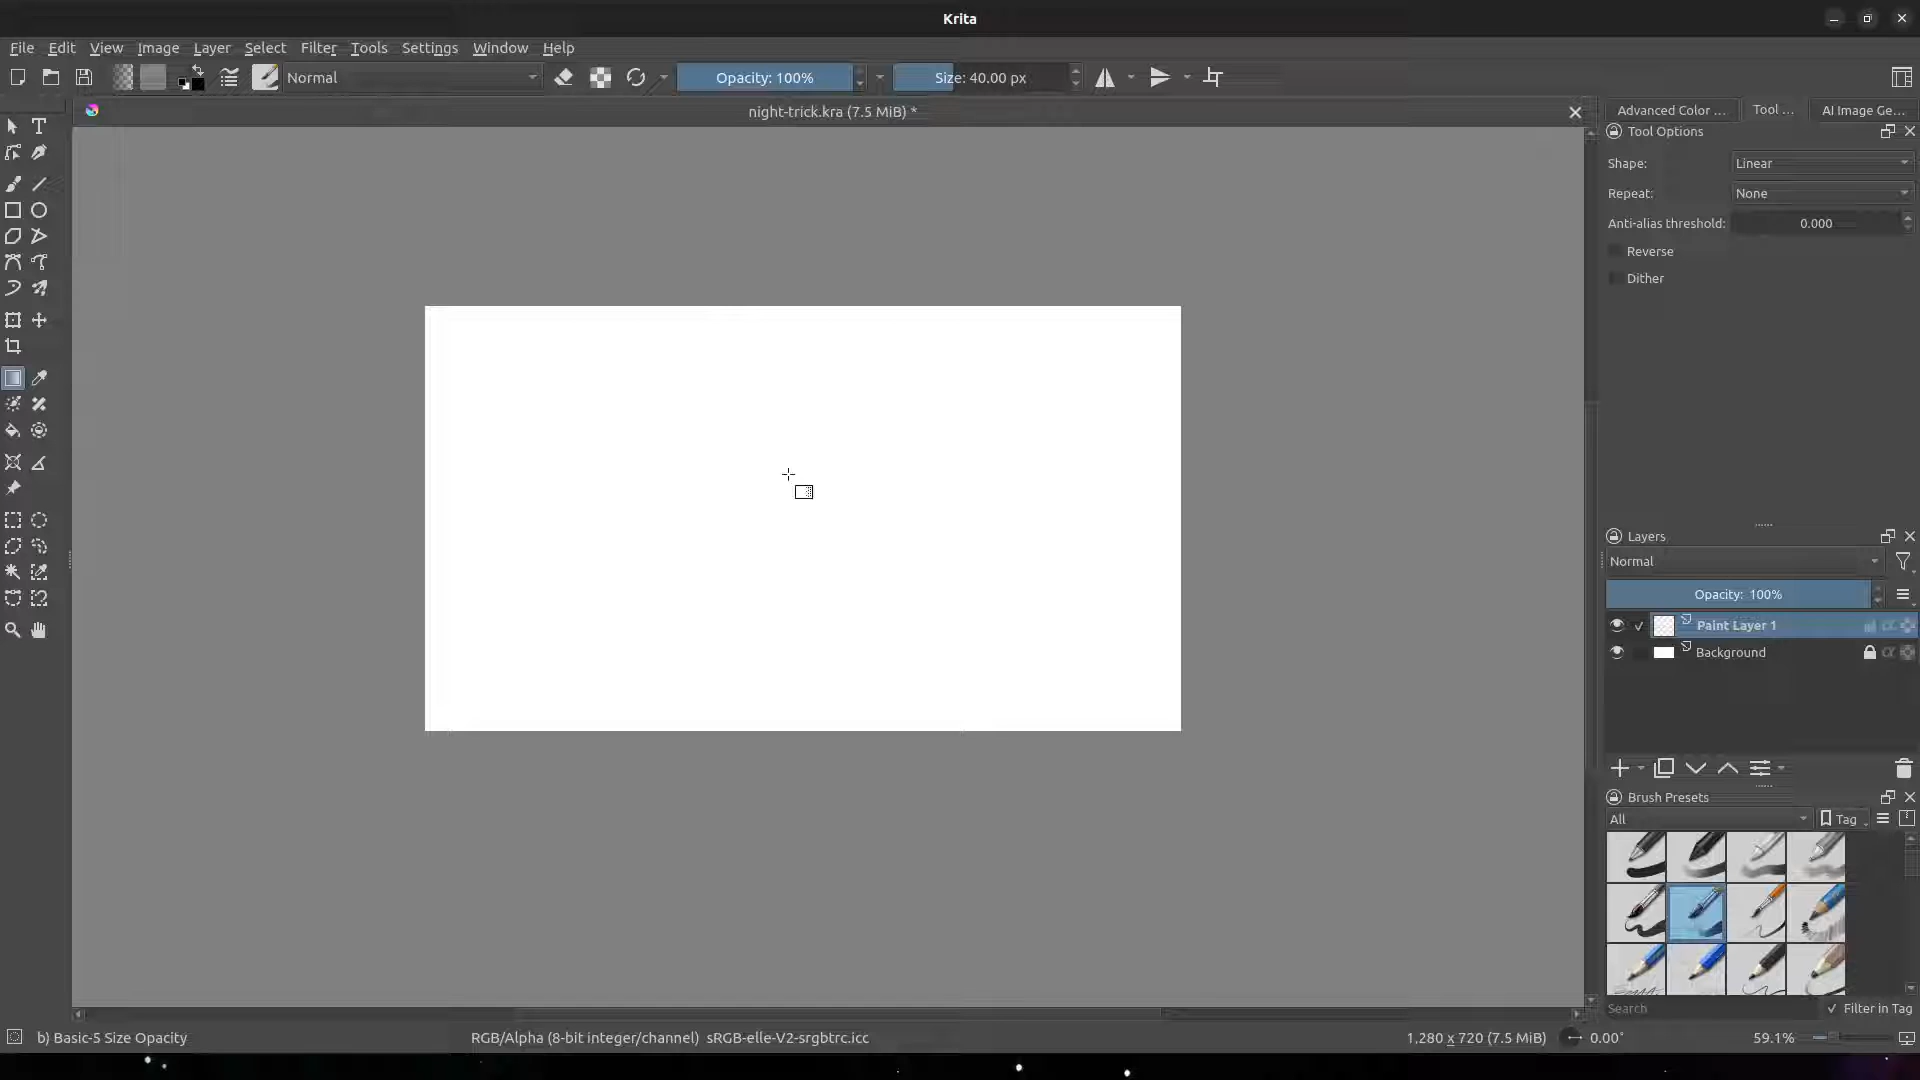 Krita
File Edit View Image Layer Select Filter Tools Settings Window Help
Normal Opacity: 100% Size: 40.00 px
night-trick.kra (7.5 MiB) *
Advanced Color ... Tool ... AI Image Ge...
Tool Options
Shape: Linear
Repeat: None
Anti-alias threshold: 0.000
Reverse
Dither
Layers
Normal
Opacity: 100%
Paint Layer 1
Background
Brush Presets
All Tag
Search Filter in Tag
b) Basic-5 Size Opacity RGB/Alpha (8-bit integer/channel) sRGB-elle-V2-srgbtrc.icc 1,280 x 720 (7.5 MiB) 0.00° 59.1%